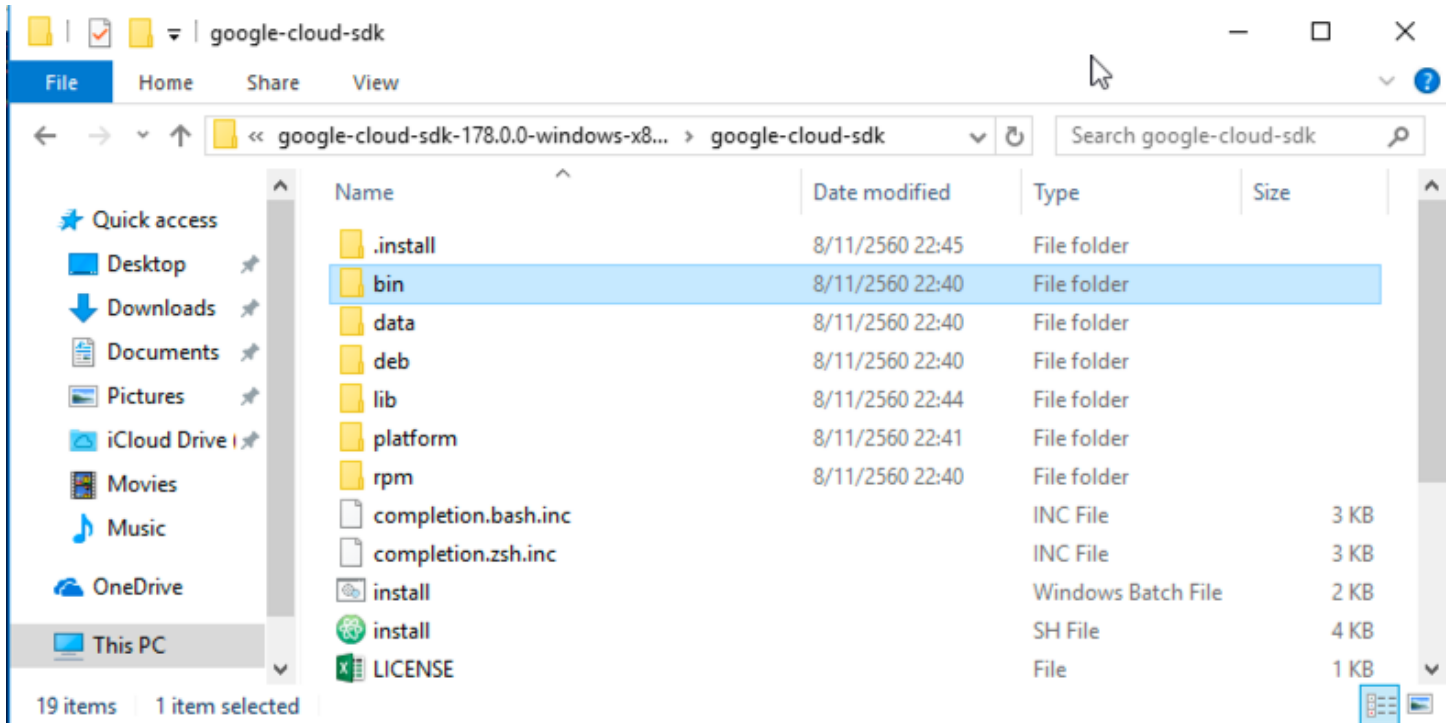 google-cloud-sdk
File Home Share View
« google-cloud-sdk-178.0.0-windows-x8... › google-cloud-sdk Search google-cloud-sdk
Name Date modified Type Size
Quick access
Desktop
Downloads
Documents
Pictures
iCloud Drive (
Movies
Music
OneDrive
This PC
.install 8/11/2560 22:45 File folder
bin 8/11/2560 22:40 File folder
data 8/11/2560 22:40 File folder
deb 8/11/2560 22:40 File folder
lib 8/11/2560 22:44 File folder
platform 8/11/2560 22:41 File folder
rpm 8/11/2560 22:40 File folder
completion.bash.inc INC File 3 KB
completion.zsh.inc INC File 3 KB
install Windows Batch File 2 KB
install SH File 4 KB
LICENSE File 1 KB
19 items 1 item selected